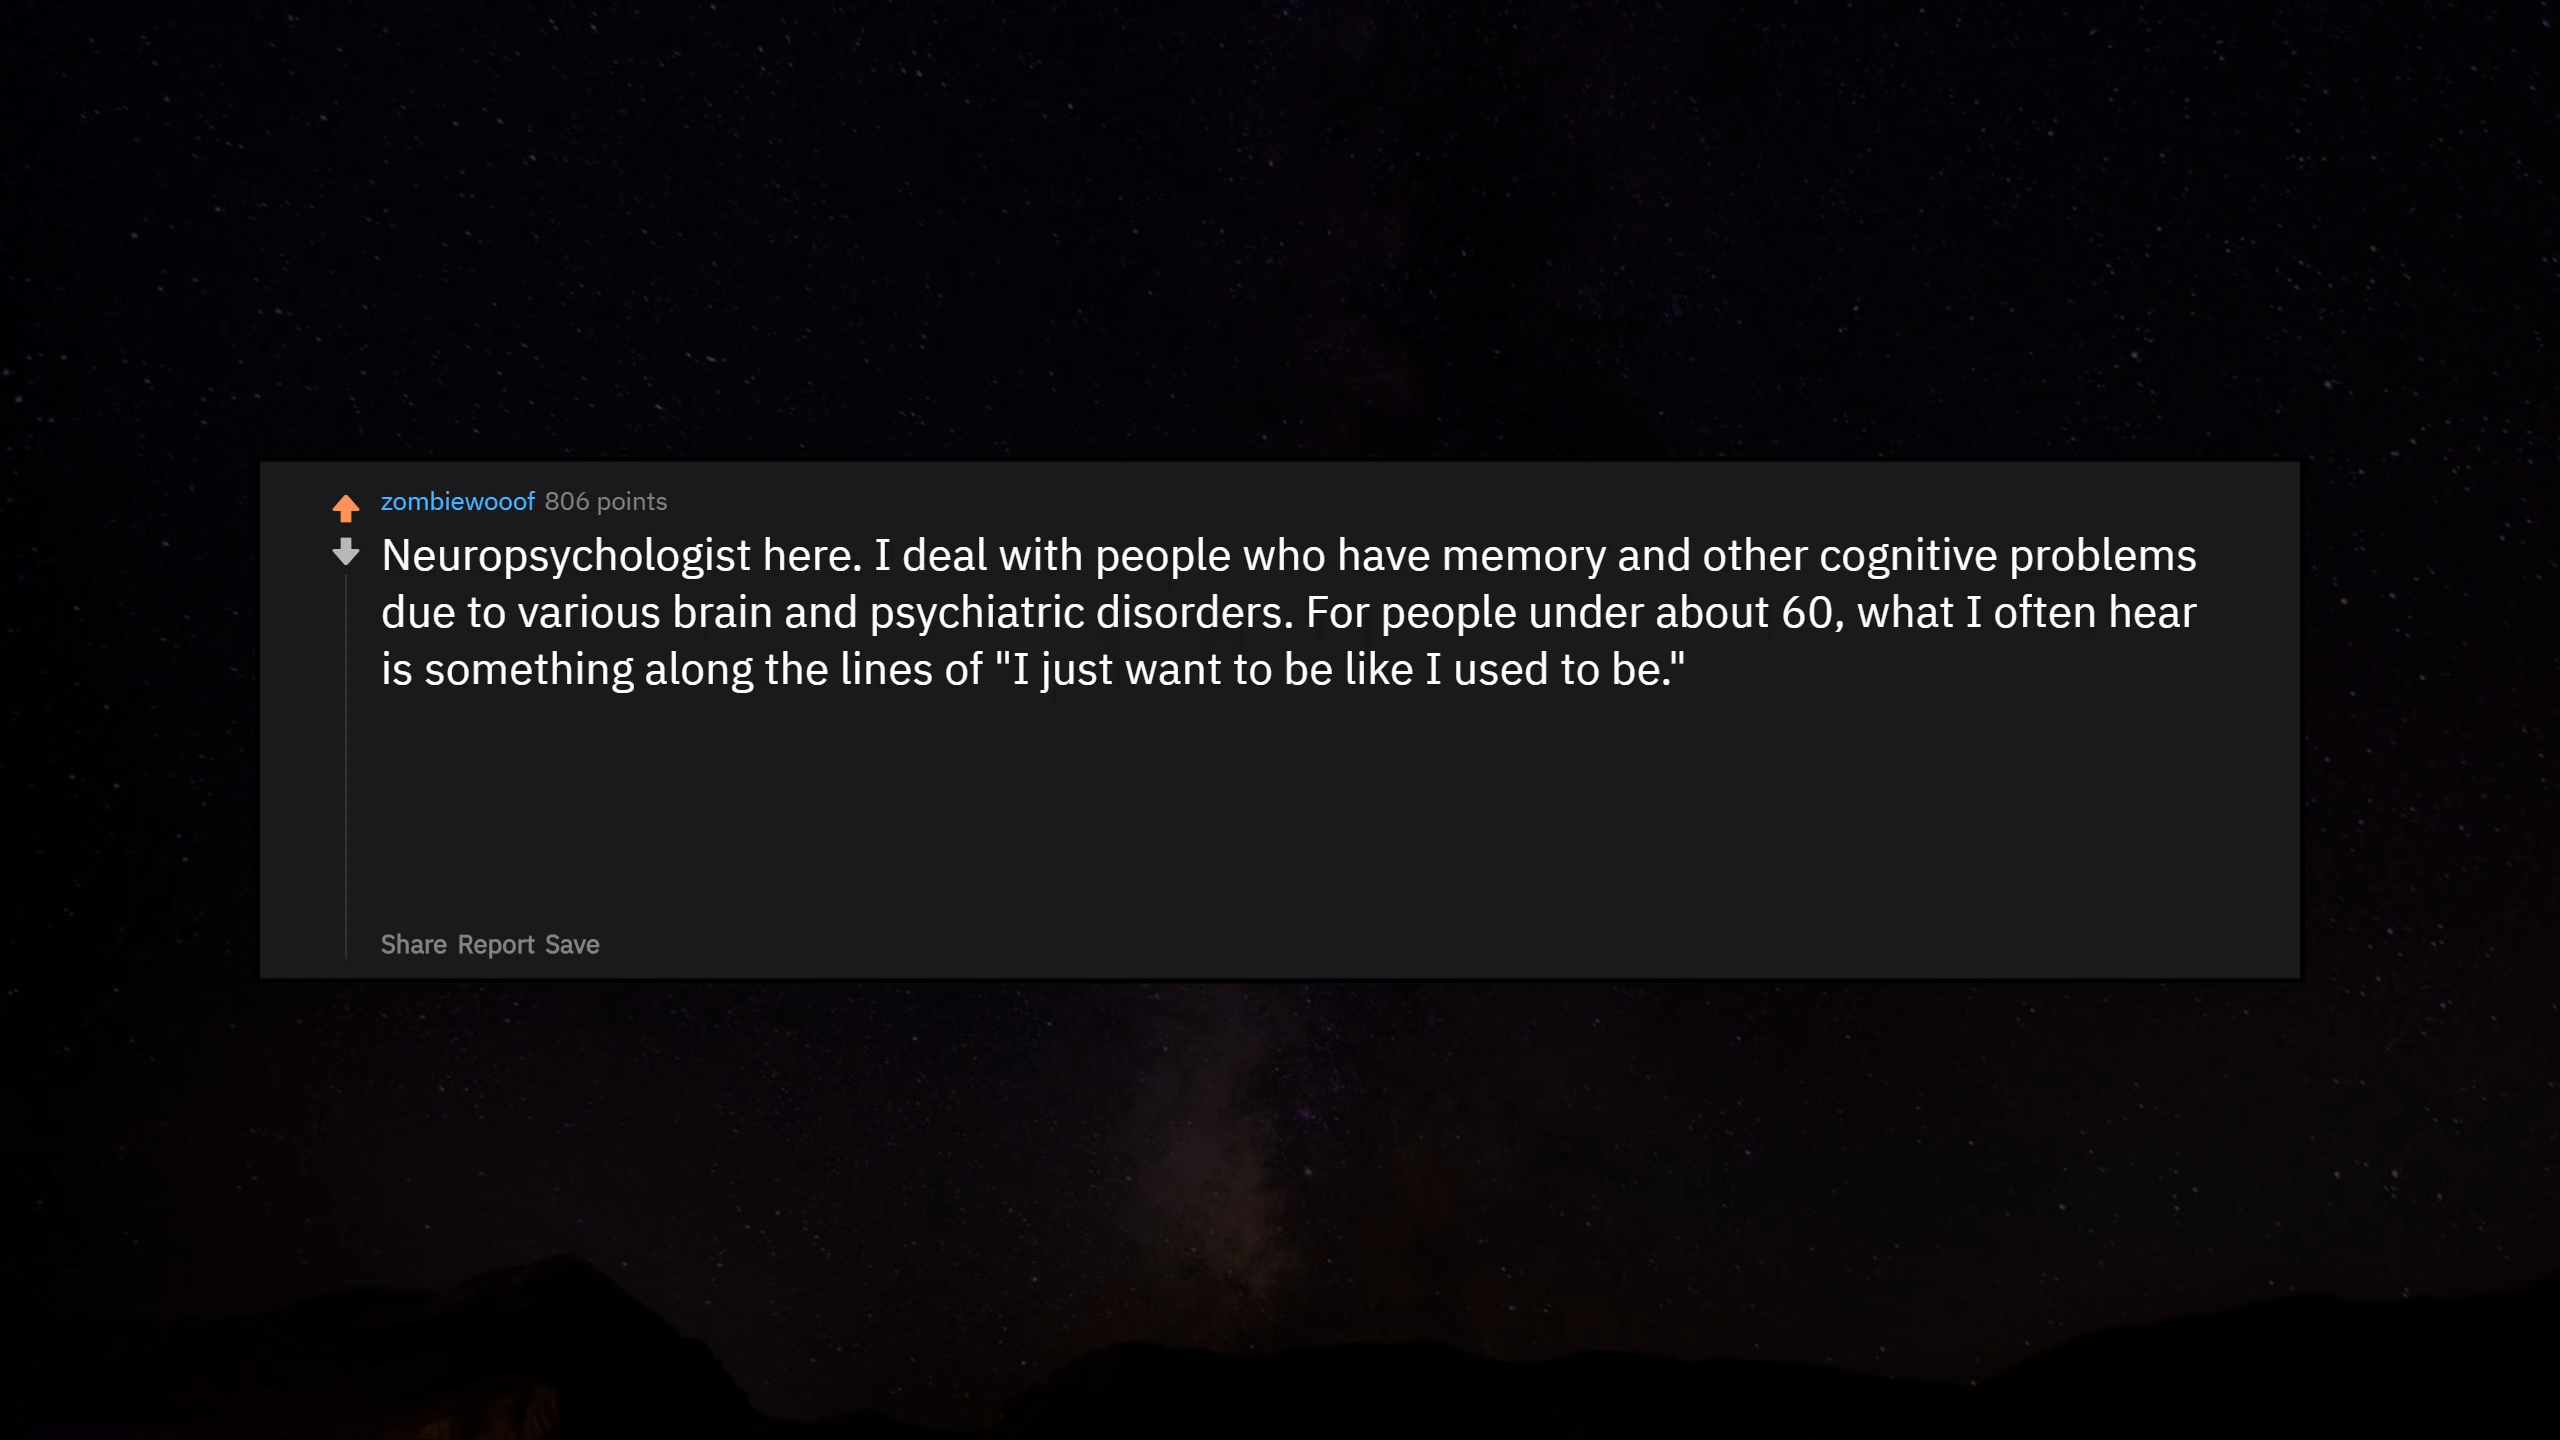 zombiewooof 806 points
Neuropsychologist here. I deal with people who have memory and other cognitive problems
due to various brain and psychiatric disorders. For people under about 60, what I often hear
is something along the lines of "I just want to be like I used to be."
Share Report Save